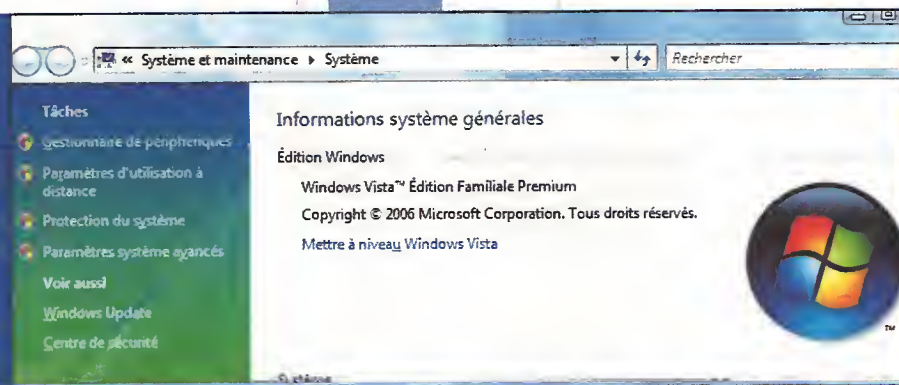 « Système et maintenance ▸ Système
Rechercher
Tâches
Gestionnaire de périphériques
Paramètres d'utilisation à
distance
Protection du système
Paramètres système avancés
Voir aussi
Windows Update
Centre de sécurité
Informations système générales
Édition Windows
Windows Vista™ Édition Familiale Premium
Copyright © 2006 Microsoft Corporation. Tous droits réservés.
Mettre à niveau Windows Vista
TM
Système